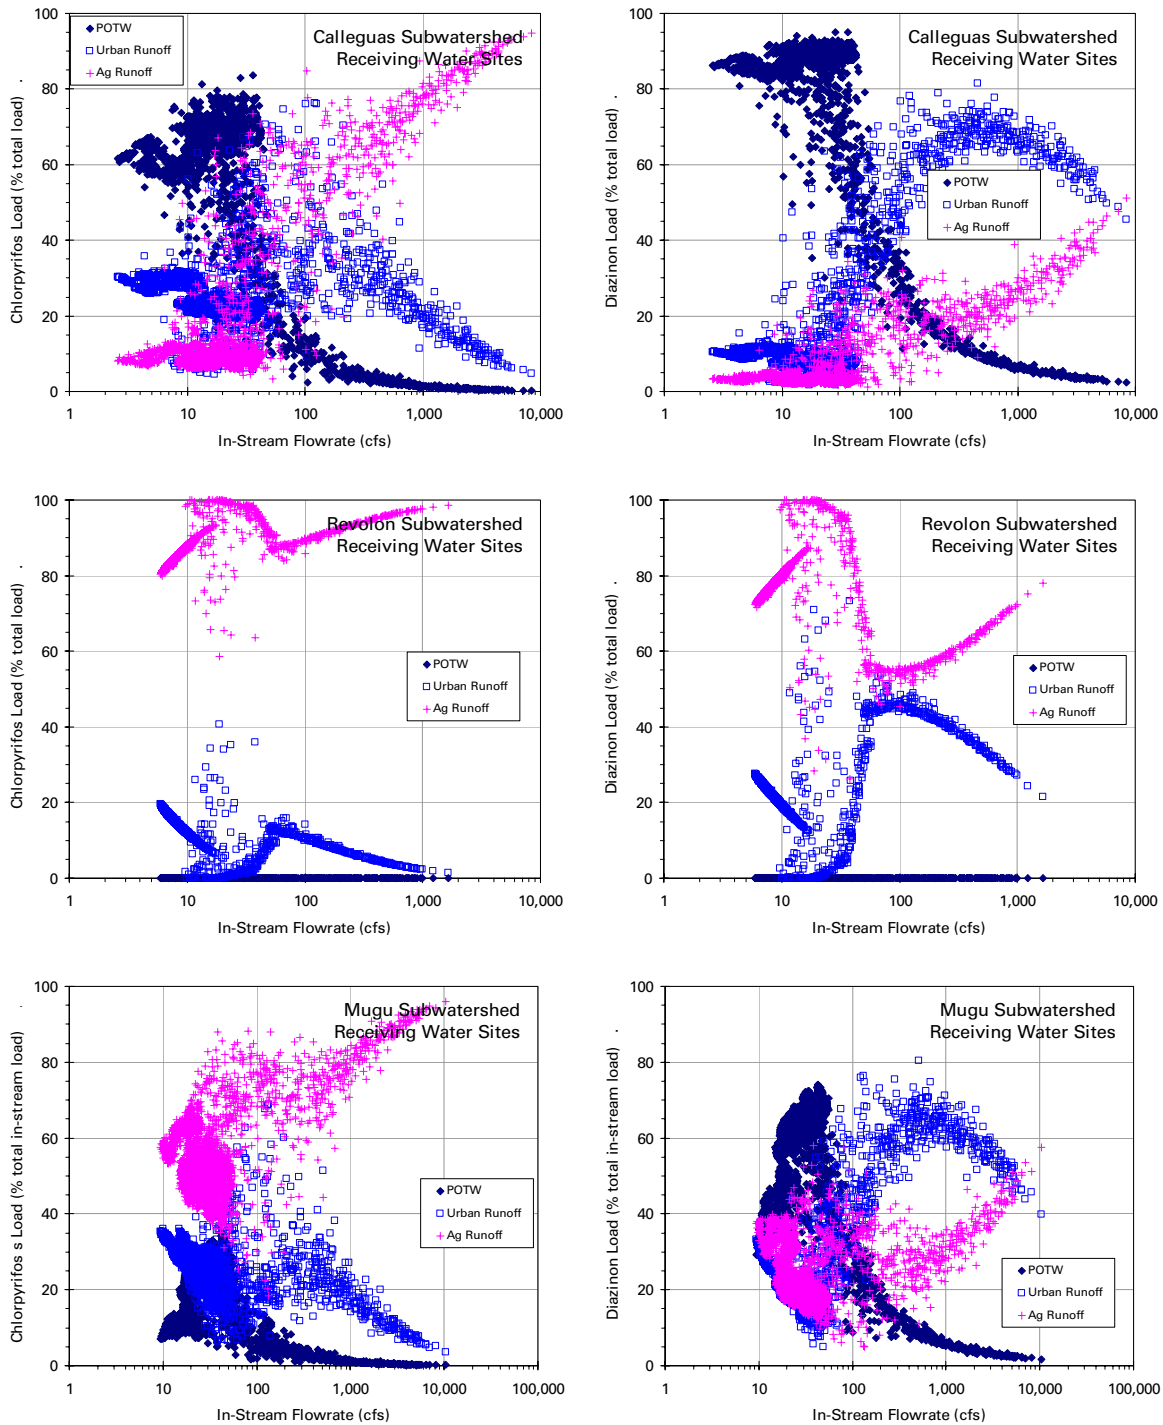 POTW
Urban Runoff
Ag Runoff
Calleguas Subwatershed
Receiving Water Sites
Chlorpyrifos Load (% total load) .
100
80
60
40
20
0
1
10
100
1,000
10,000
In-Stream Flowrate (cfs)
Calleguas Subwatershed
Receiving Water Sites
POTW
Urban Runoff
Ag Runoff
Diazinon Load (% total load) .
100
80
60
40
20
0
1
10
100
1,000
10,000
In-Stream Flowrate (cfs)
Revolon Subwatershed
Receiving Water Sites
POTW
Urban Runoff
Ag Runoff
Chlorpyrifos Load (% total load) .
100
80
60
40
20
0
1
10
100
1,000
10,000
In-Stream Flowrate (cfs)
Revolon Subwatershed
Receiving Water Sites
POTW
Urban Runoff
Ag Runoff
Diazinon Load (% total load) .
100
80
60
40
20
0
1
10
100
1,000
10,000
In-Stream Flowrate (cfs)
Mugu Subwatershed
Receiving Water Sites
POTW
Urban Runoff
Ag Runoff
Chlorpyrifos s Load (% total in-stream load) .
100
80
60
40
20
0
1
10
100
1,000
10,000
100,000
In-Stream Flowrate (cfs)
Mugu Subwatershed
Receiving Water Sites
POTW
Urban Runoff
Ag Runoff
Diazinon Load (% total in-stream load) .
100
80
60
40
20
0
1
10
100
1,000
10,000
100,000
In-Stream Flowrate (cfs)